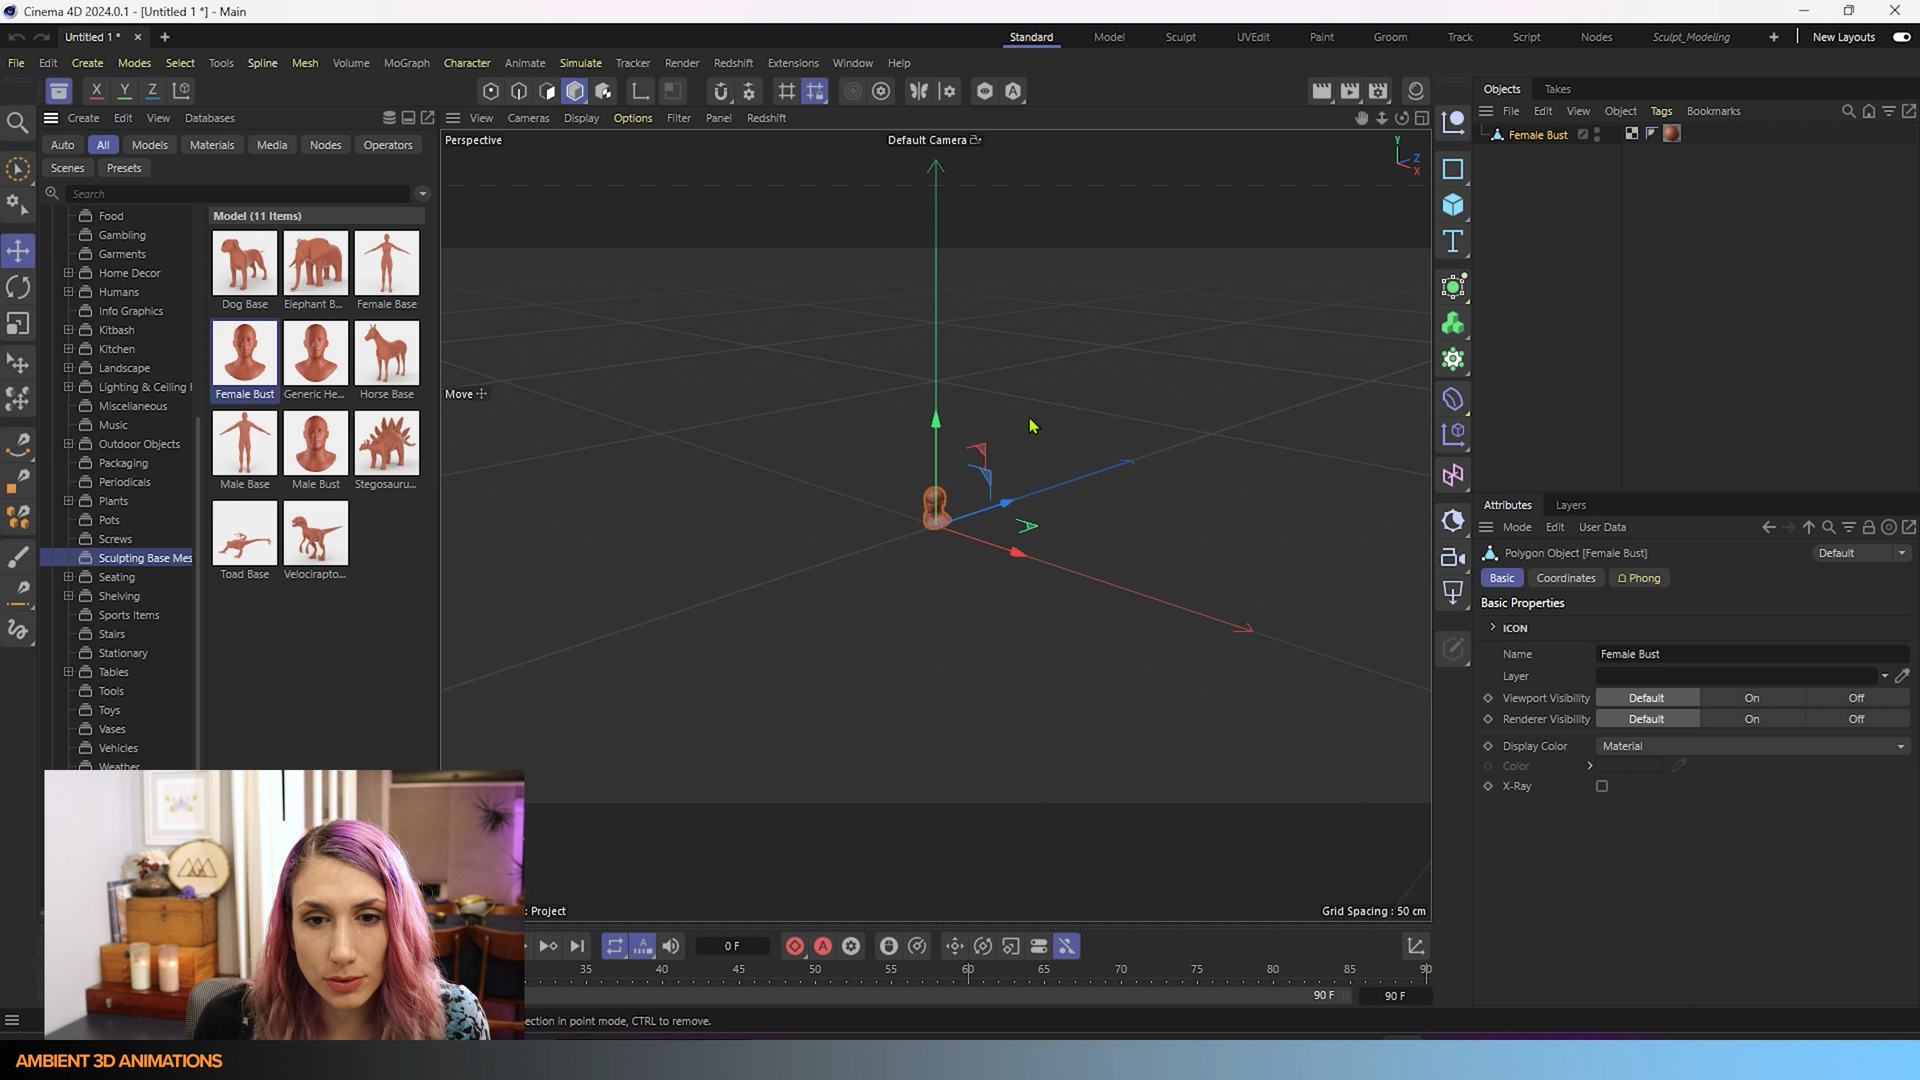 Cinema 4D 2024.0.1 - [Untitled 1 *] - Main
Untitled 1 *
Standard Model Sculpt UVEdit Paint Groom Track Script Nodes Sculpt_Modeling New Layouts
File Edit Create Modes Select Tools Spline Mesh Volume MoGraph Character Animate Simulate Tracker Render Redshift Extensions Window Help
X Y Z
Objects Takes
File Edit View Object Tags Bookmarks
Female Bust
Create Edit View Databases
Auto All Models Materials Media Nodes Operators
Scenes Presets
Search
Food
Gambling
Garments
Home Decor
Humans
Info Graphics
Kitbash
Kitchen
Landscape
Lighting & Ceiling
Miscellaneous
Music
Outdoor Objects
Packaging
Periodicals
Plants
Pots
Screws
Sculpting Base Mes
Seating
Shelving
Sports Items
Stairs
Stationary
Tables
Tools
Toys
Vases
Vehicles
Weather
Model (11 Items)
Dog Base Elephant B... Female Base
Female Bust Generic He... Horse Base
Male Base Male Bust Stegosauru...
Toad Base Velocirapto...
View Cameras Display Options Filter Panel Redshift
Perspective
Default Camera
Y
Z
X
Move
: Project
Grid Spacing : 50 cm
0 F
35 40 45 50 55 60 65 70 75 80 85 90
90 F
90 F
ection in point mode, CTRL to remove.
Attributes Layers
Mode Edit User Data
Polygon Object [Female Bust]
Default
Basic Coordinates Phong
Basic Properties
ICON
Name Female Bust
Layer
Viewport Visibility Default On Off
Renderer Visibility Default On Off
Display Color Material
Color
X-Ray
AMBIENT 3D ANIMATIONS